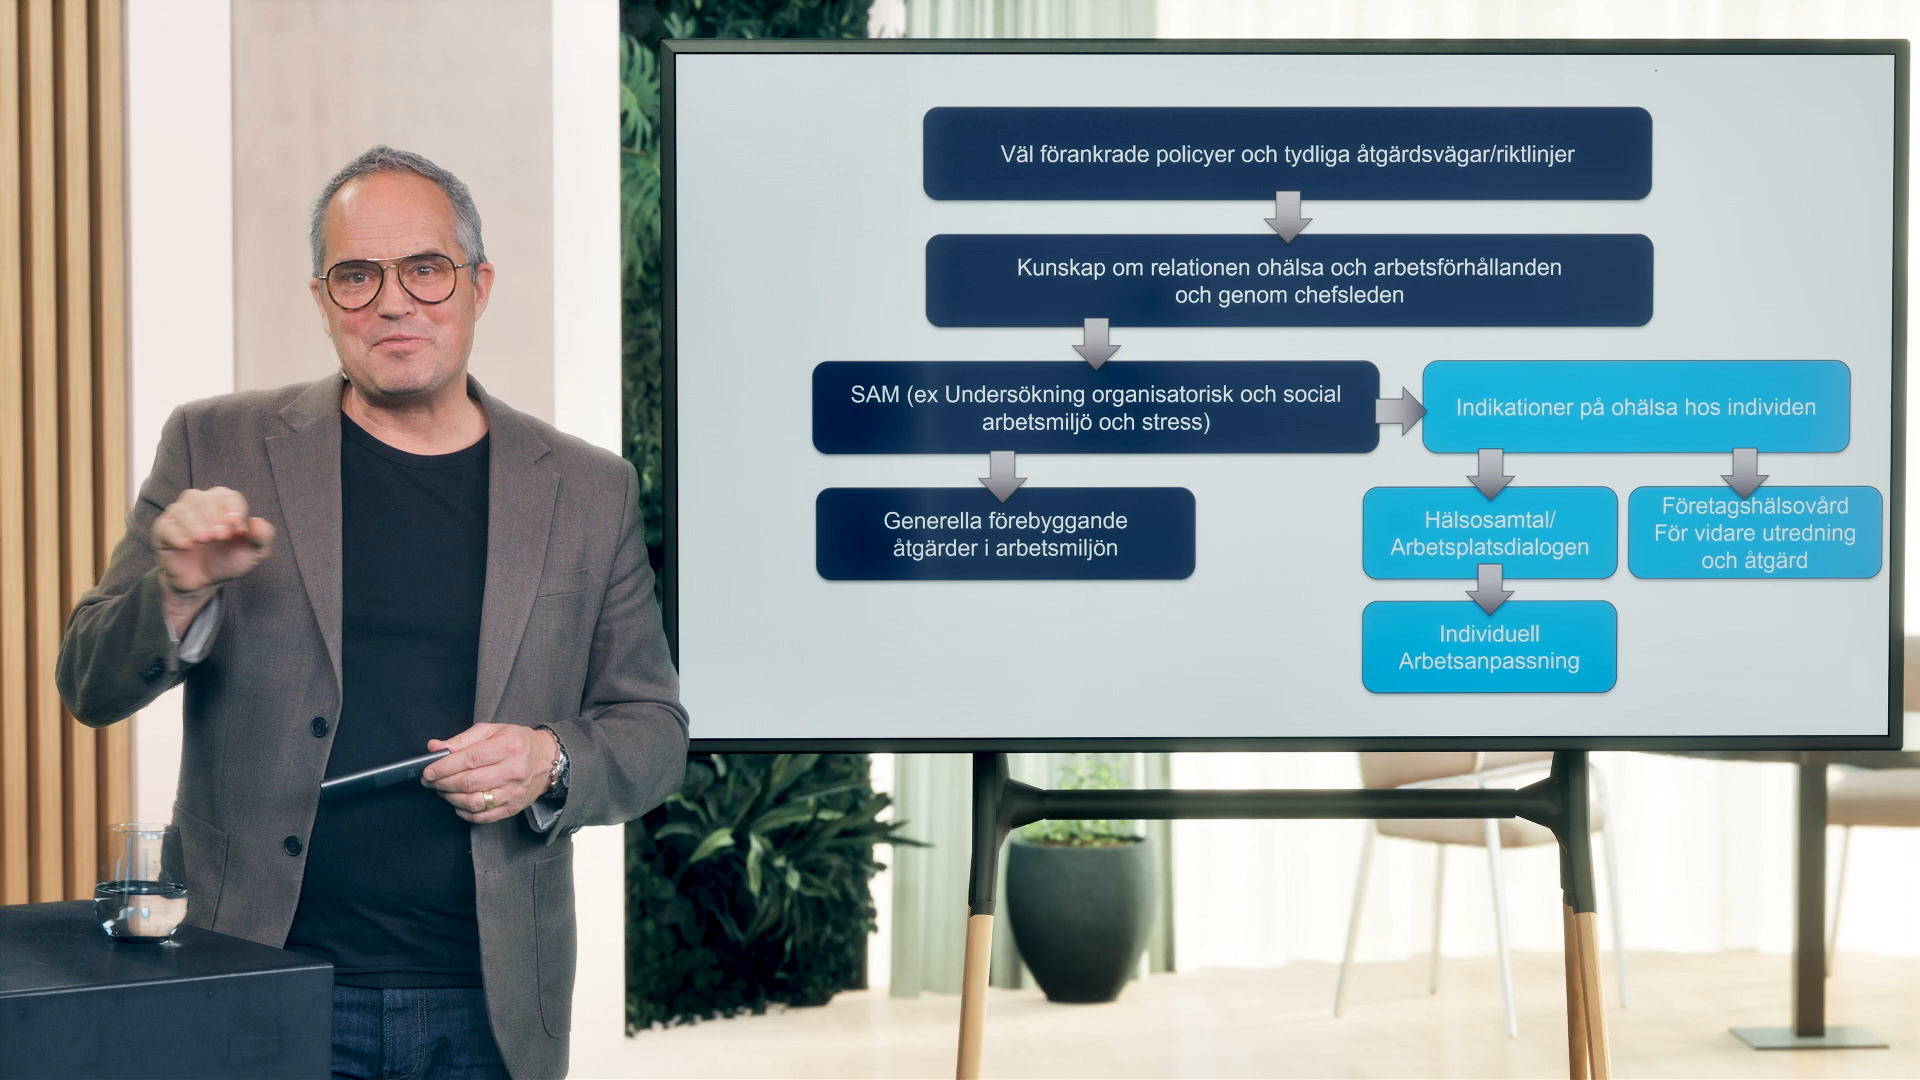 Väl förankrade policyer och tydliga åtgärdsvägar/riktlinjer
Kunskap om relationen ohälsa och arbetsförhållanden
och genom chefsleden
SAM (ex Undersökning organisatorisk och social
arbetsmiljö och stress)
Indikationer på ohälsa hos individen
Generella förebyggande
åtgärder i arbetsmiljön
Hälsosamtal/
Arbetsplatsdialogen
Företagshälsovård
För vidare utredning
och åtgärd
Individuell
Arbetsanpassning